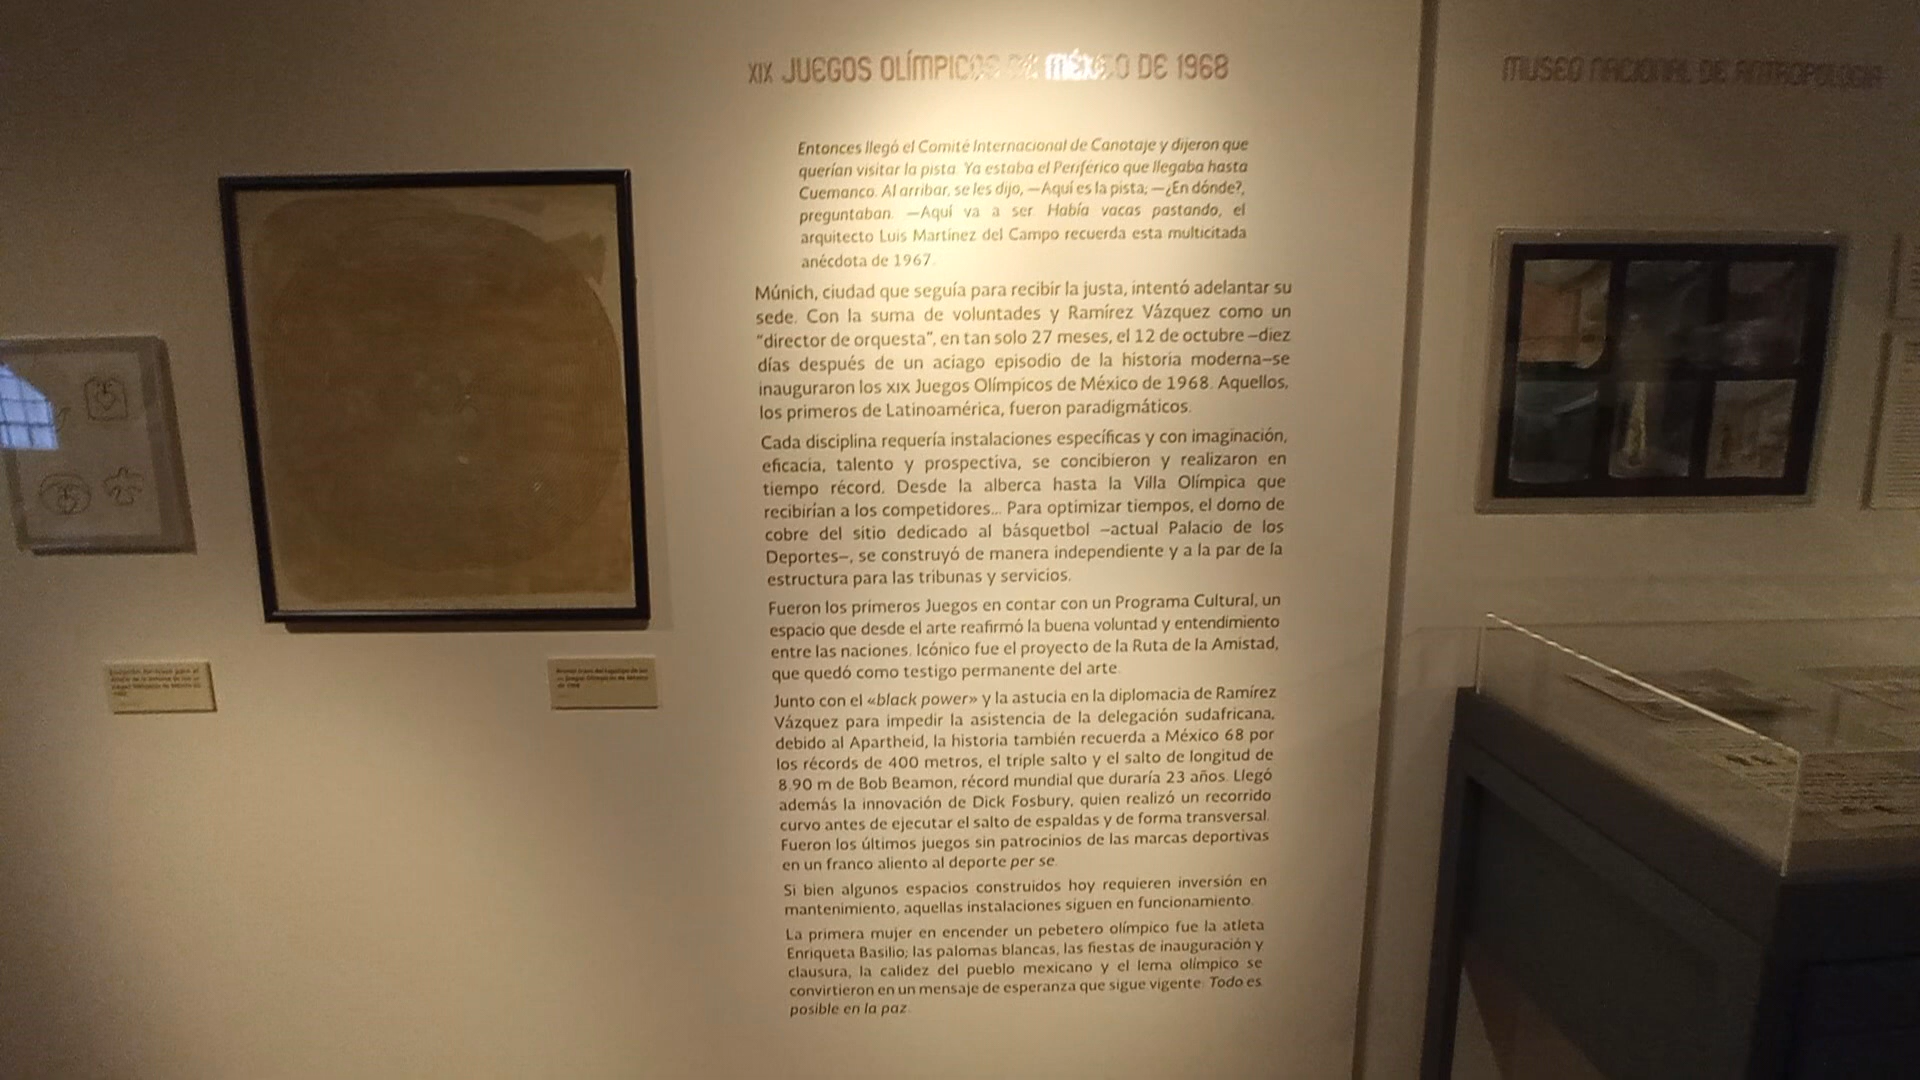 XIX JUEGOS OLÍMPICOS DE MÉXICO DE 1968
Entonces llegó el Comité Internacional de Canotaje y dijeron que
querían visitar la pista. Ya estaba el Periférico que llegaba hasta
Cuemanco. Al arribar, se les dijo, —Aquí es la pista; —¿En dónde?,
preguntaban. —Aquí va a ser. Había vacas pastando, el
arquitecto Luis Martínez del Campo recuerda esta multicitada
anécdota de 1967.
Múnich, ciudad que seguía para recibir la justa, intentó adelantar su
sede. Con la suma de voluntades y Ramírez Vázquez como un
“director de orquesta”, en tan solo 27 meses, el 12 de octubre –diez
días después de un aciago episodio de la historia moderna–se
inauguraron los XIX Juegos Olímpicos de México de 1968. Aquellos,
los primeros de Latinoamérica, fueron paradigmáticos.
Cada disciplina requería instalaciones específicas y con imaginación,
eficacia, talento y prospectiva, se concibieron y realizaron en
tiempo récord. Desde la alberca hasta la Villa Olímpica que
recibirían a los competidores... Para optimizar tiempos, el domo de
cobre del sitio dedicado al básquetbol –actual Palacio de los
Deportes–, se construyó de manera independiente y a la par de la
estructura para las tribunas y servicios.
Fueron los primeros Juegos en contar con un Programa Cultural, un
espacio que desde el arte reafirmó la buena voluntad y entendimiento
entre las naciones. Icónico fue el proyecto de la Ruta de la Amistad,
que quedó como testigo permanente del arte.
Junto con el «black power» y la astucia en la diplomacia de Ramírez
Vázquez para impedir la asistencia de la delegación sudafricana,
debido al Apartheid, la historia también recuerda a México 68 por
los récords de 400 metros, el triple salto y el salto de longitud de
8.90 m de Bob Beamon, récord mundial que duraría 23 años. Llegó
además la innovación de Dick Fosbury, quien realizó un recorrido
curvo antes de ejecutar el salto de espaldas y de forma transversal.
Fueron los últimos juegos sin patrocinios de las marcas deportivas
en un franco aliento al deporte per se.
Si bien algunos espacios construidos hoy requieren inversión en
mantenimiento, aquellas instalaciones siguen en funcionamiento.
La primera mujer en encender un pebetero olímpico fue la atleta
Enriqueta Basilio; las palomas blancas, las fiestas de inauguración y
clausura, la calidez del pueblo mexicano y el lema olímpico se
convirtieron en un mensaje de esperanza que sigue vigente: Todo es
posible en la paz.
MUSEO NACIONAL DE ANTROPOLOGÍA